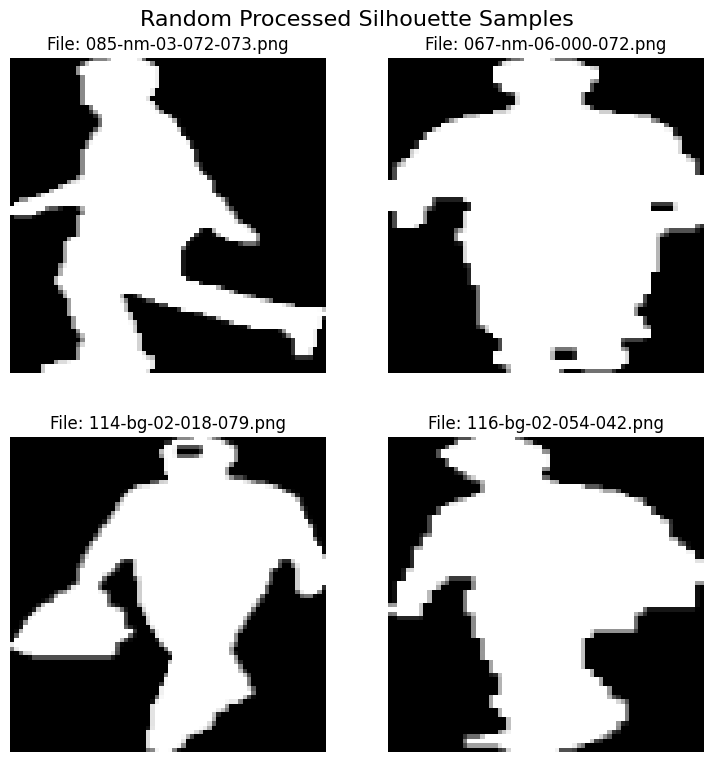 Random Processed Silhouette Samples
File: 085-nm-03-072-073.png
File: 067-nm-06-000-072.png
File: 114-bg-02-018-079.png
File: 116-bg-02-054-042.png